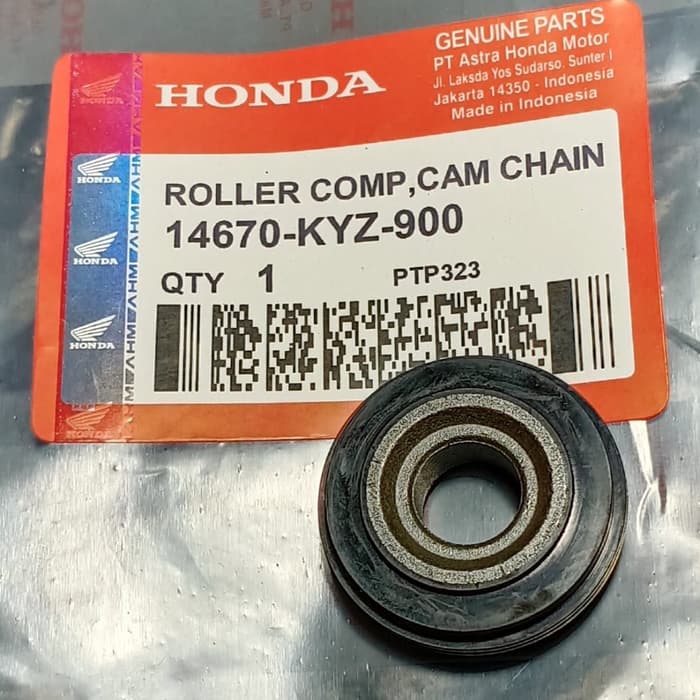 GENUINE PARTS
PT Astra Honda Motor
Jl. Laksda Yos Sudarso, Sunter I
Jakarta 14350 - Indonesia
Made in Indonesia
HONDA
ROLLER COMP,CAM CHAIN
14670-KYZ-900
QTY 1 PTP323
HONDA
HONDA
HONDA
HONDA
HONDA
AHM AHM AHM AHM AHM